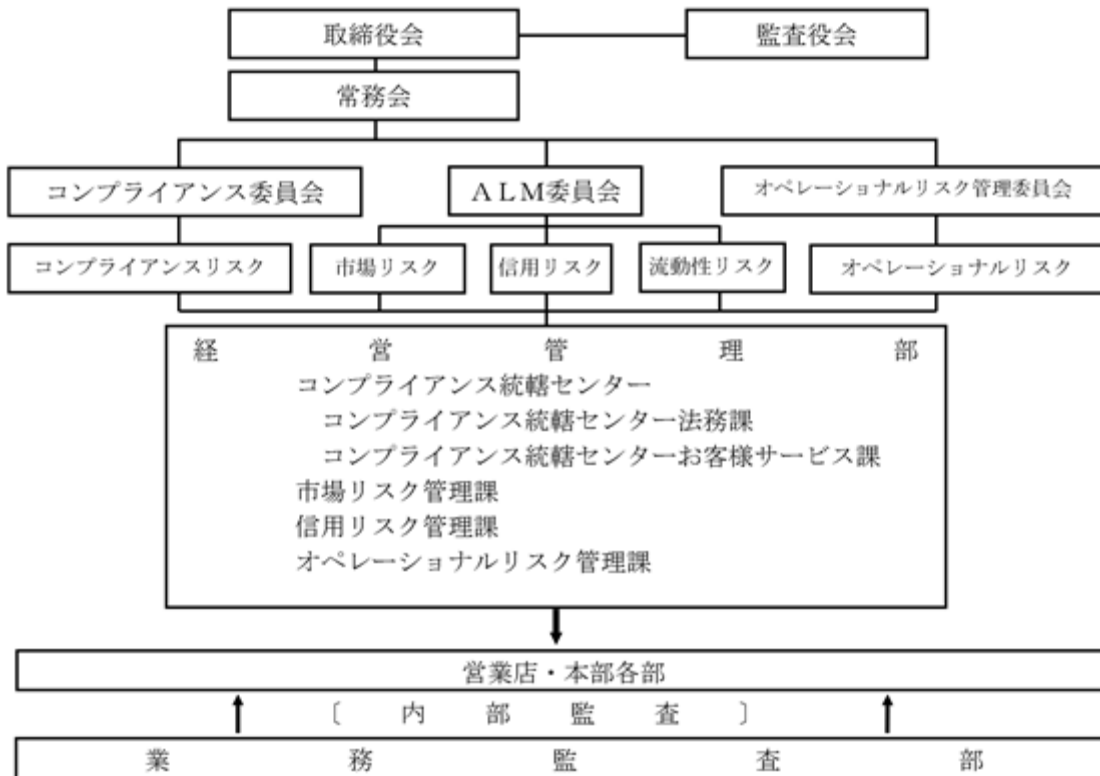 取締役会
監査役会
常務会
コンプライアンス委員会
ALM委員会
オペレーショナルリスク管理委員会
コンプライアンスリスク
市場リスク
信用リスク
流動性リスク
オペレーショナルリスク
経営管理部
コンプライアンス統轄センター
コンプライアンス統轄センター法務課
コンプライアンス統轄センターお客様サービス課
市場リスク管理課
信用リスク管理課
オペレーショナルリスク管理課
営業店・本部各部
〔内部監査〕
業務監査部